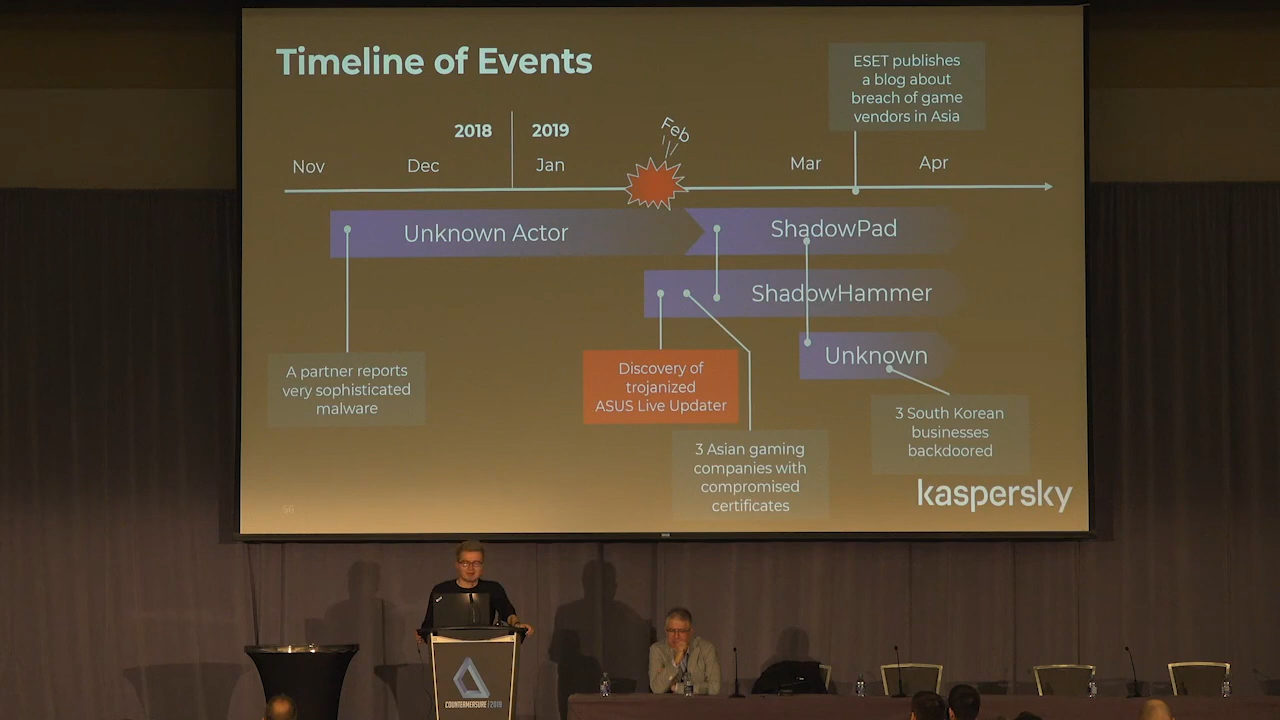 Timeline of Events
ESET publishes
a blog about
breach of game
vendors in Asia
2018
2019
Feb
Nov
Dec
Jan
Mar
Apr
Unknown Actor
ShadowPad
ShadowHammer
Unknown
A partner reports
very sophisticated
malware
Discovery of
trojanized
ASUS Live Updater
3 Asian gaming
companies with
compromised
certificates
3 South Korean
businesses
backdoored
kaspersky
56
COUNTERMEASURE | 2019